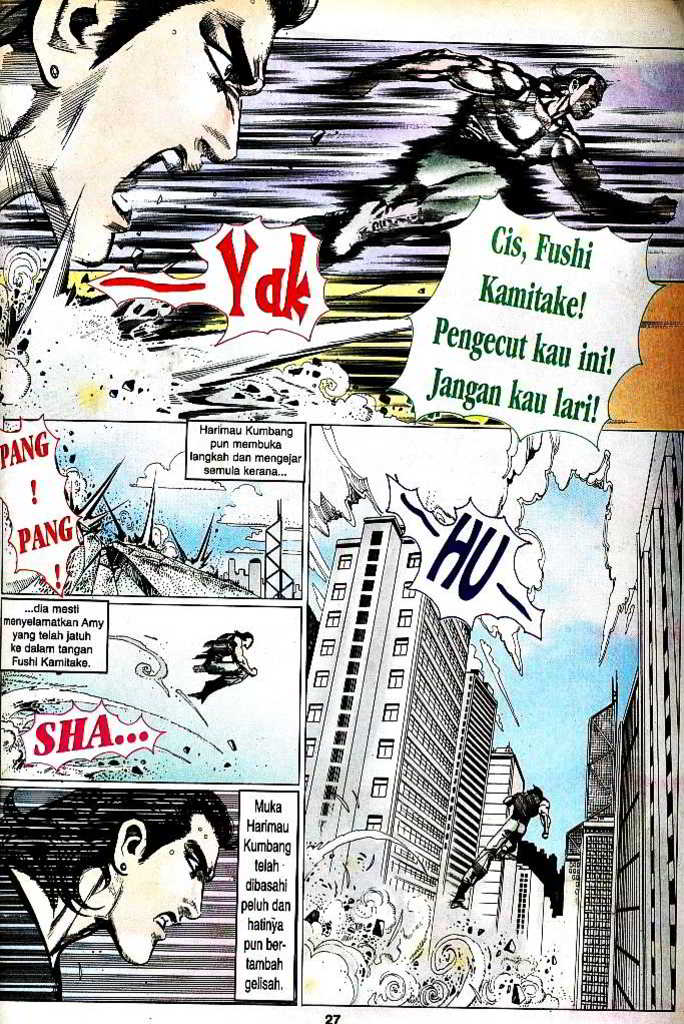 Yak
Cis, Fushi
Kamitake!
Pengecut kau ini!
Jangan kau lari!
PANG
!
PANG
!
Harimau Kumbang
pun membuka
langkah dan mengejar
semula kerana...
HU
...dia mesti
menyelamatkan Amy
yang telah jatuh
ke dalam tangan
Fushi Kamitake.
SHA...
Muka
Harimau
Kumbang
telah
dibasahi
peluh dan
hatinya
pun ber-
tambah
gelisah.
27